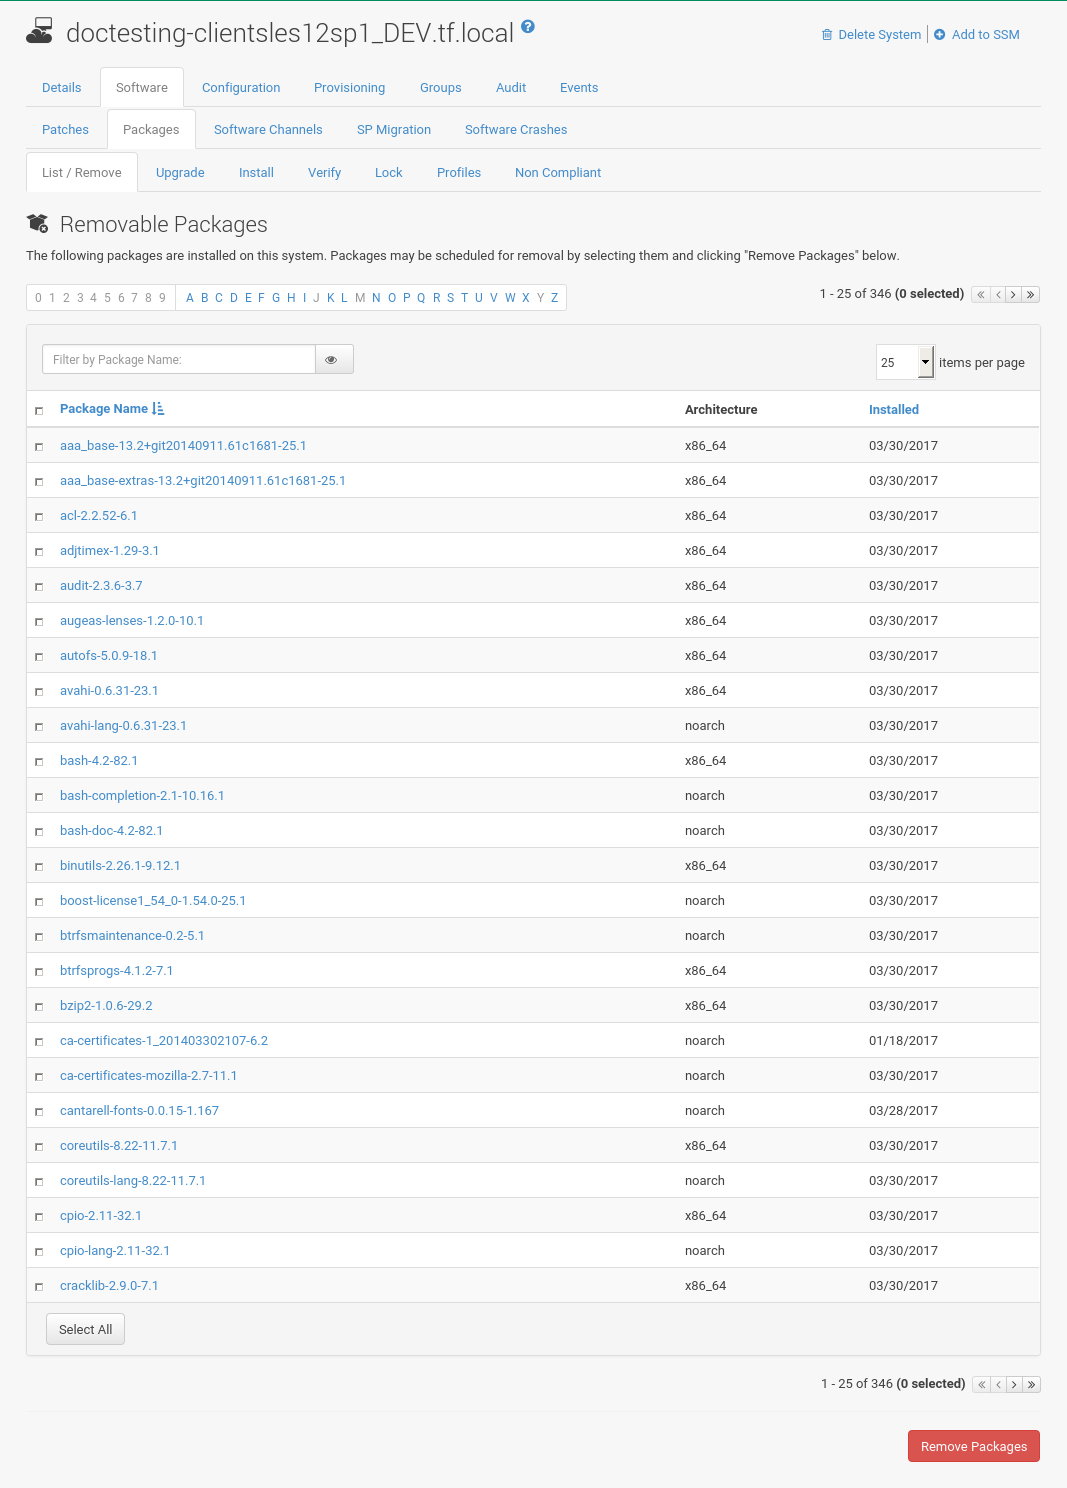 doctesting-clientsles12sp1_DEV.tf.local
Delete System Add to SSM
Details Software Configuration Provisioning Groups Audit Events
Patches Packages Software Channels SP Migration Software Crashes
List / Remove Upgrade Install Verify Lock Profiles Non Compliant
Removable Packages
The following packages are installed on this system. Packages may be scheduled for removal by selecting them and clicking "Remove Packages" below.
0 1 2 3 4 5 6 7 8 9 A B C D E F G H I J K L M N O P Q R S T U V W X Y Z
1 - 25 of 346 (0 selected)
Filter by Package Name: 25 items per page
Package Name Architecture Installed
aaa_base-13.2+git20140911.61c1681-25.1 x86_64 03/30/2017
aaa_base-extras-13.2+git20140911.61c1681-25.1 x86_64 03/30/2017
acl-2.2.52-6.1 x86_64 03/30/2017
adjtimex-1.29-3.1 x86_64 03/30/2017
audit-2.3.6-3.7 x86_64 03/30/2017
augeas-lenses-1.2.0-10.1 x86_64 03/30/2017
autofs-5.0.9-18.1 x86_64 03/30/2017
avahi-0.6.31-23.1 x86_64 03/30/2017
avahi-lang-0.6.31-23.1 noarch 03/30/2017
bash-4.2-82.1 x86_64 03/30/2017
bash-completion-2.1-10.16.1 noarch 03/30/2017
bash-doc-4.2-82.1 noarch 03/30/2017
binutils-2.26.1-9.12.1 x86_64 03/30/2017
boost-license1_54_0-1.54.0-25.1 noarch 03/30/2017
btrfsmaintenance-0.2-5.1 noarch 03/30/2017
btrfsprogs-4.1.2-7.1 x86_64 03/30/2017
bzip2-1.0.6-29.2 x86_64 03/30/2017
ca-certificates-1_201403302107-6.2 noarch 01/18/2017
ca-certificates-mozilla-2.7-11.1 noarch 03/30/2017
cantarell-fonts-0.0.15-1.167 noarch 03/28/2017
coreutils-8.22-11.7.1 x86_64 03/30/2017
coreutils-lang-8.22-11.7.1 noarch 03/30/2017
cpio-2.11-32.1 x86_64 03/30/2017
cpio-lang-2.11-32.1 noarch 03/30/2017
cracklib-2.9.0-7.1 x86_64 03/30/2017
Select All
1 - 25 of 346 (0 selected)
Remove Packages